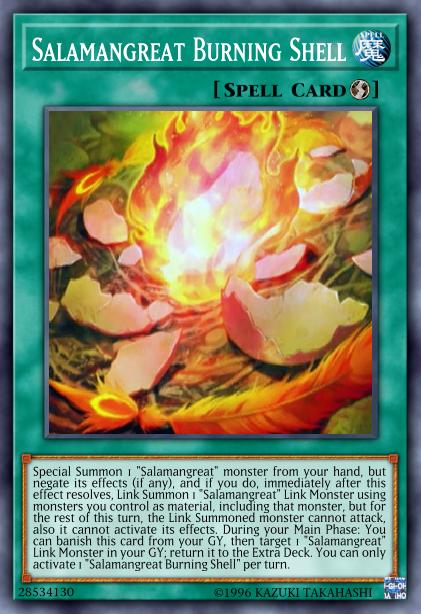 SALAMANGREAT BURNING SHELL
SPELL
魔
[SPELL CARD]
Special Summon 1 "Salamangreat" monster from your hand, but
negate its effects (if any), and if you do, immediately after this
effect resolves, Link Summon 1 "Salamangreat" Link Monster using
monsters you control as material, including that monster, but for
the rest of this turn, the Link Summoned monster cannot attack,
also it cannot activate its effects. During your Main Phase: You
can banish this card from your GY, then target 1 "Salamangreat"
Link Monster in your GY; return it to the Extra Deck. You can only
activate 1 "Salamangreat Burning Shell" per turn.
28534130
©1996 KAZUKI TAKAHASHI